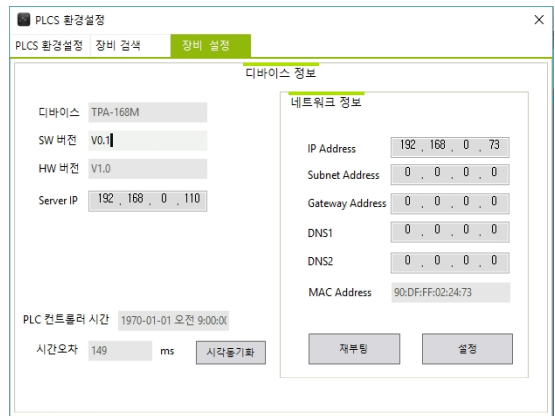 PLCS 환경설정
PLCS 환경설정 장비 검색 장비 설정
디바이스 정보
디바이스 TPA-168M
SW 버전 V0.1
HW 버전 V1.0
Server IP 192 . 168 . 0 . 110
PLC 컨트롤러 시간 1970-01-01 오전 9:00:0(
시간오차 149 ms 시각동기화
네트워크 정보
IP Address 192 . 168 . 0 . 73
Subnet Address 0 . 0 . 0 . 0
Gateway Address 0 . 0 . 0 . 0
DNS1 0 . 0 . 0 . 0
DNS2 0 . 0 . 0 . 0
MAC Address 90:DF:FF:02:24:73
재부팅 설정